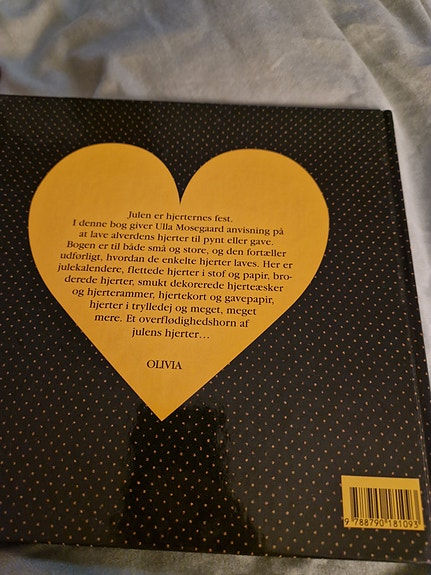 Julen er hjerternes fest.
I denne bog giver Ulla Mosegaard anvisning på
at lave alverdens hjerter til pynt eller gave.
Bogen er til både små og store, og den fortæller
udførligt, hvordan de enkelte hjerter laves. Her er
julekalendere, flettede hjerter i stof og papir, bro-
derede hjerter, smukt dekorerede hjerteæsker
og hjerterammer, hjertekort og gavepapir,
hjerter i trylledej og meget, meget
mere. Et overflødighedshorn af
julens hjerter...
OLIVIA
9 788790 181093